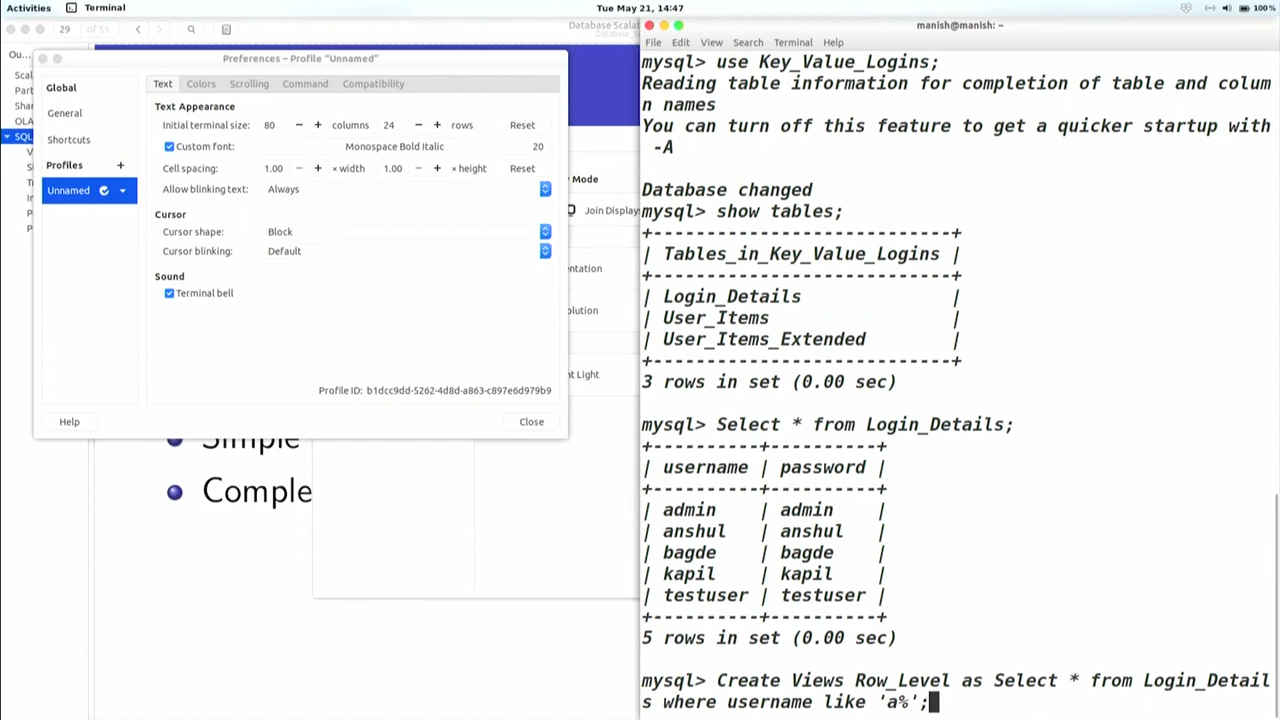 Activities
Terminal
Tue May 21, 14:47
100%
29
of 51
Database Scalab
manish@manish: ~
File Edit View Search Terminal Help
Ou...
Scal
Part
Shar
OLA
SQL
Preferences – Profile "Unnamed"
Global
General
Shortcuts
Profiles
Unnamed
Text Colors Scrolling Command Compatibility
Text Appearance
Initial terminal size: 80 − + columns 24 − + rows Reset
Custom font: Monospace Bold Italic 20
Cell spacing: 1.00 − + × width 1.00 − + × height Reset
Allow blinking text: Always
Cursor
Cursor shape: Block
Cursor blinking: Default
Sound
Terminal bell
Profile ID: b1dcc9dd-5262-4d8d-a863-c897e6d979b9
Help
Close
Mode
Join Display
entation
olution
ht Light
Simple
Comple
mysql> use Key_Value_Logins;
Reading table information for completion of table and colum
n names
You can turn off this feature to get a quicker startup with
-A
Database changed
mysql> show tables;
+----------------------------+
| Tables_in_Key_Value_Logins |
+----------------------------+
| Login_Details              |
| User_Items                 |
| User_Items_Extended        |
+----------------------------+
3 rows in set (0.00 sec)
mysql> Select * from Login_Details;
+----------+----------+
| username | password |
+----------+----------+
| admin    | admin    |
| anshul   | anshul   |
| bagde    | bagde    |
| kapil    | kapil    |
| testuser | testuser |
+----------+----------+
5 rows in set (0.00 sec)
mysql> Create Views Row_Level as Select * from Login_Detail
s where username like 'a%';